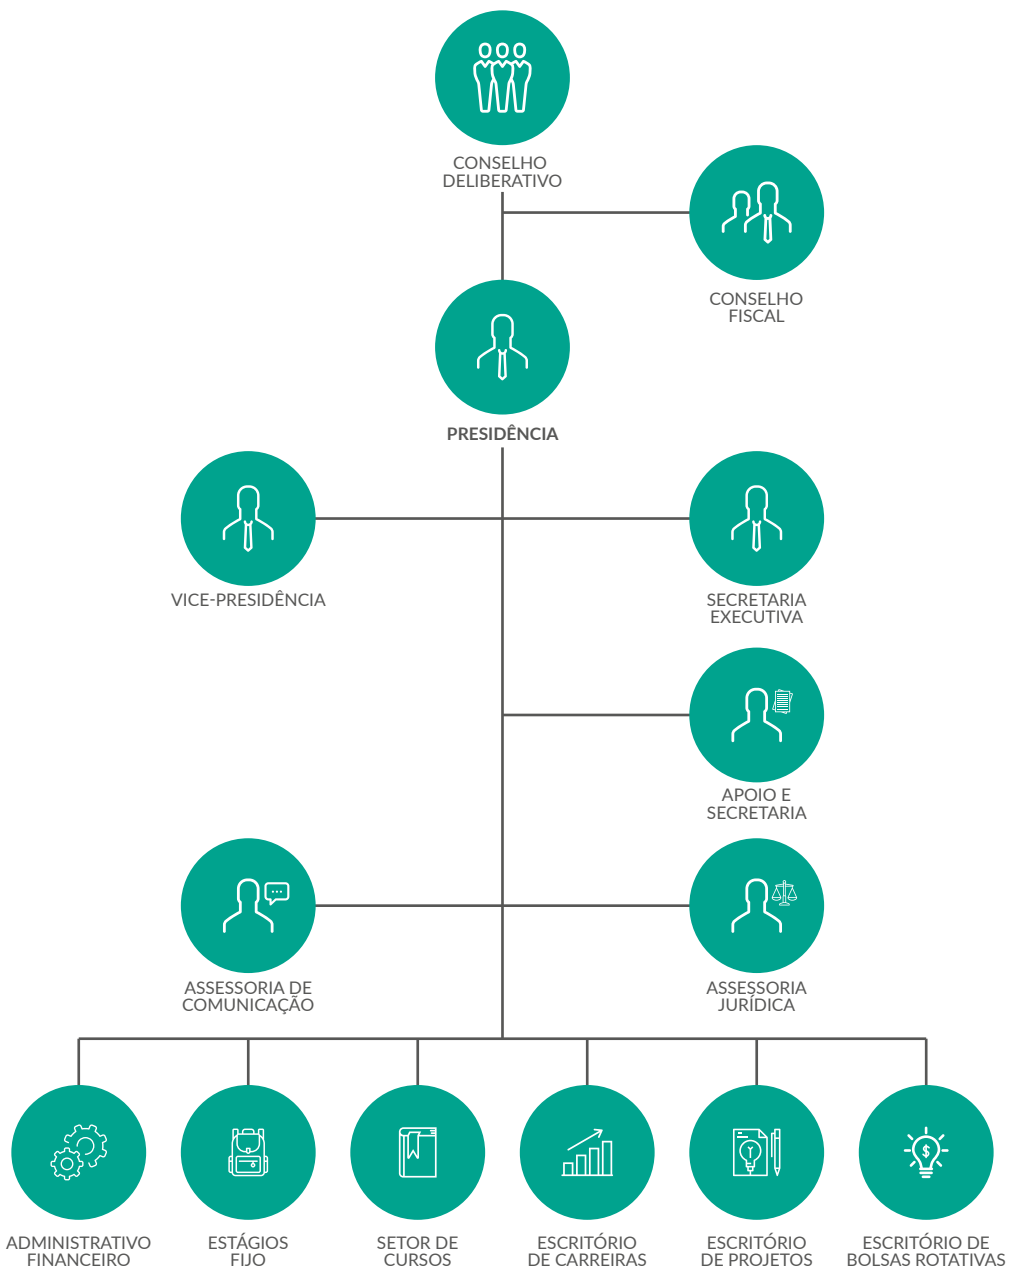 CONSELHO
DELIBERATIVO
CONSELHO
FISCAL
PRESIDÊNCIA
VICE-PRESIDÊNCIA
SECRETARIA
EXECUTIVA
APOIO E
SECRETARIA
ASSESSORIA DE
COMUNICAÇÃO
ASSESSORIA
JURÍDICA
ADMINISTRATIVO
FINANCEIRO
ESTÁGIOS
FIJO
SETOR DE
CURSOS
ESCRITÓRIO
DE CARREIRAS
ESCRITÓRIO
DE PROJETOS
$
ESCRITÓRIO DE
BOLSAS ROTATIVAS